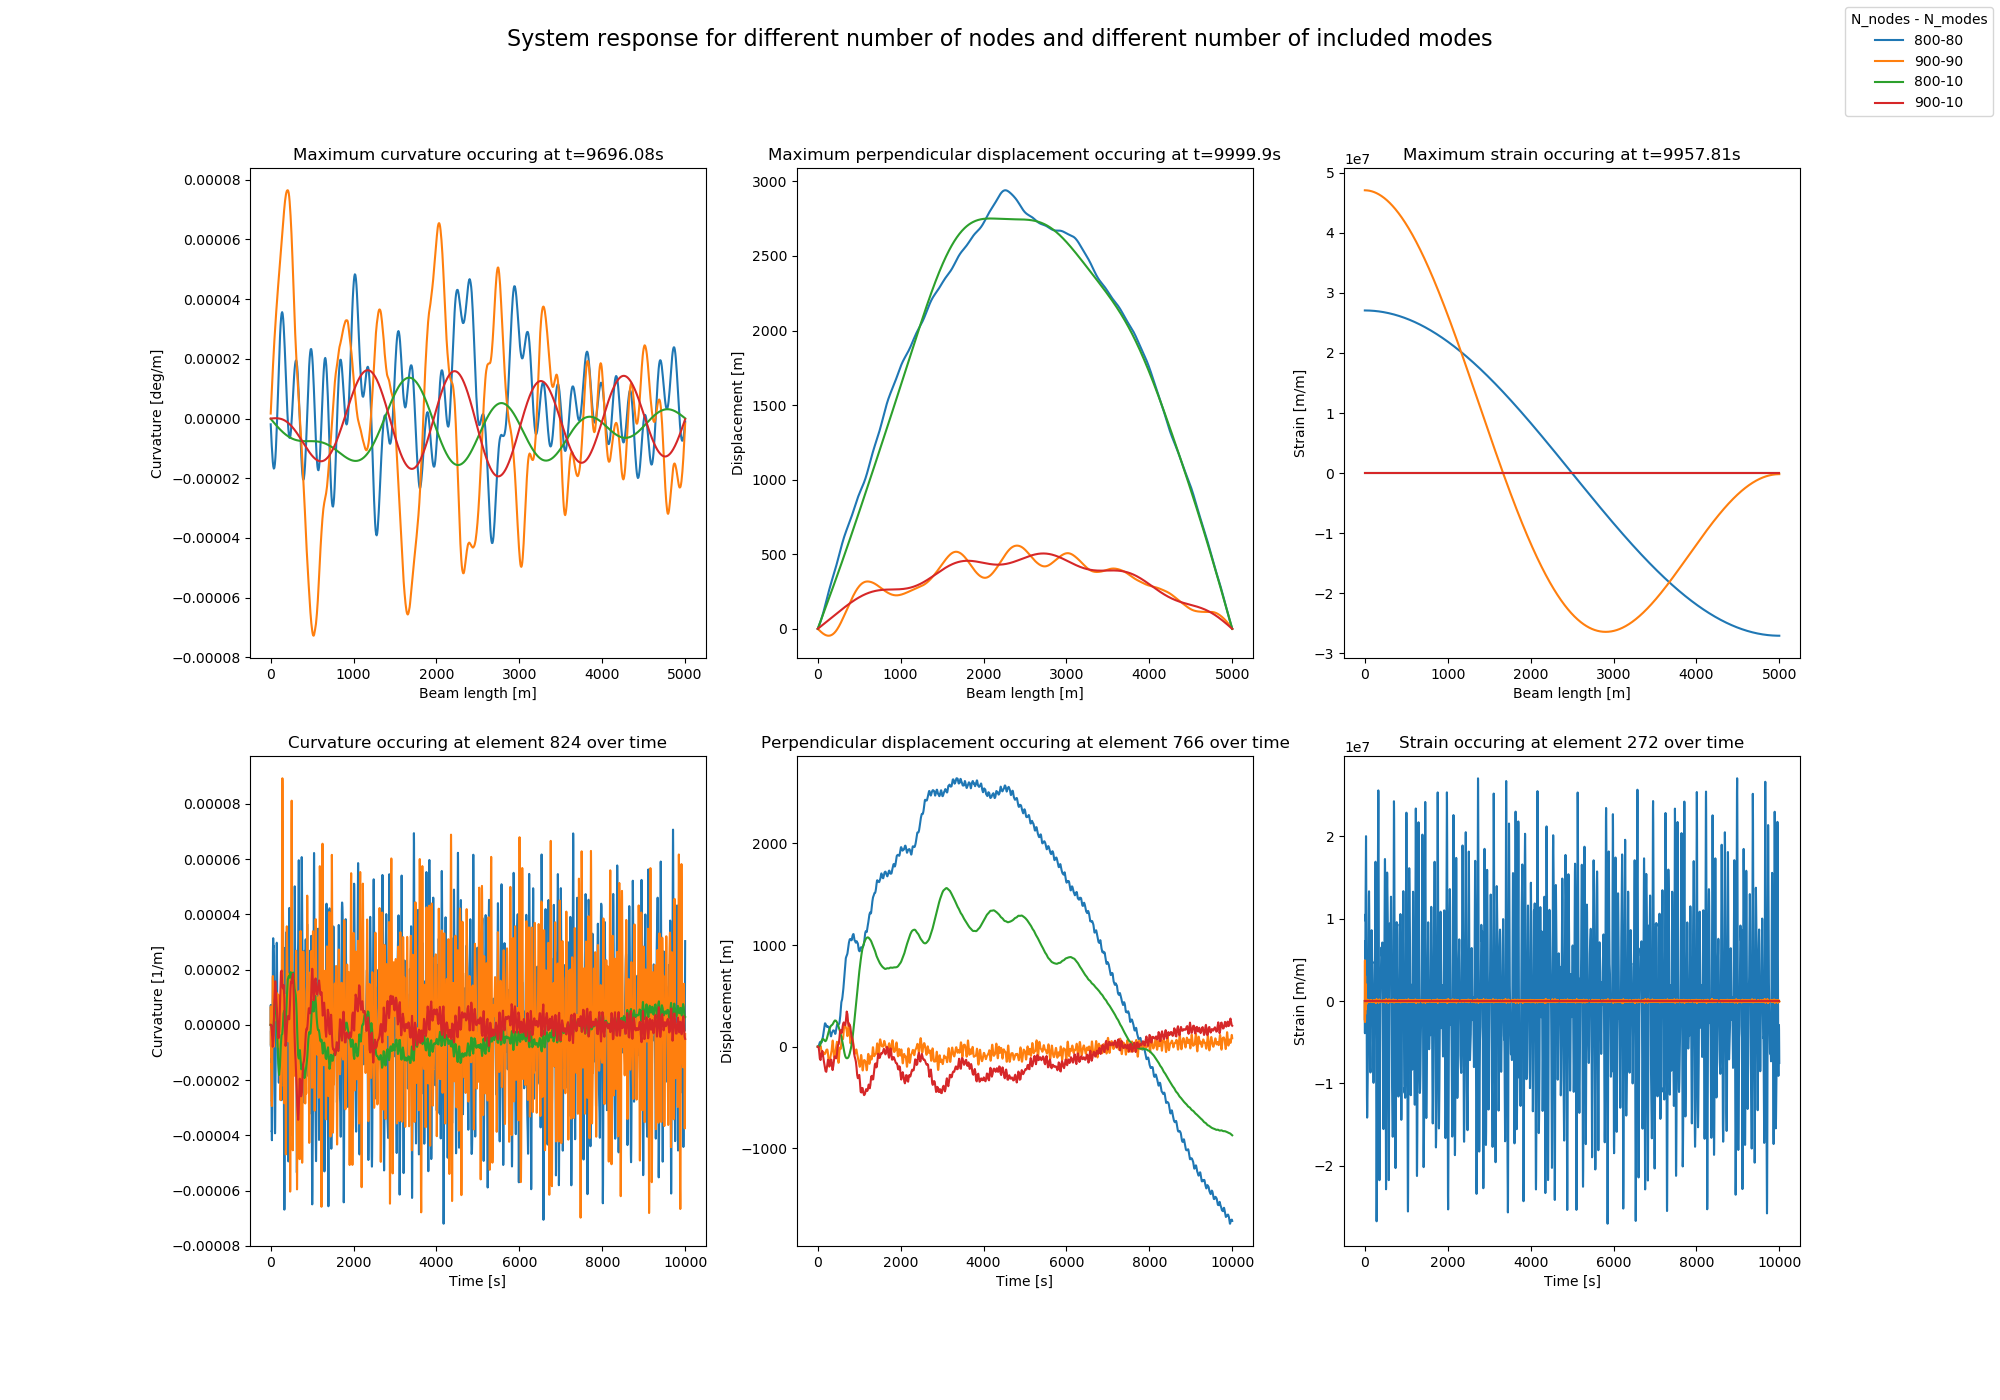 System response for different number of nodes and different number of included modes
N_nodes - N_modes
800-80
900-90
800-10
900-10
Maximum curvature occuring at t=9696.08s
0.00008
0.00006
0.00004
0.00002
0.00000
−0.00002
−0.00004
−0.00006
−0.00008
Curvature [deg/m]
0 1000 2000 3000 4000 5000
Beam length [m]
Maximum perpendicular displacement occuring at t=9999.9s
3000
2500
2000
1500
1000
500
0
Displacement [m]
0 1000 2000 3000 4000 5000
Beam length [m]
Maximum strain occuring at t=9957.81s
1e7
5
4
3
2
1
0
−1
−2
−3
Strain [m/m]
0 1000 2000 3000 4000 5000
Beam length [m]
Curvature occuring at element 824 over time
0.00008
0.00006
0.00004
0.00002
0.00000
−0.00002
−0.00004
−0.00006
−0.00008
Curvature [1/m]
0 2000 4000 6000 8000 10000
Time [s]
Perpendicular displacement occuring at element 766 over time
2000
1000
0
−1000
Displacement [m]
0 2000 4000 6000 8000 10000
Time [s]
Strain occuring at element 272 over time
1e7
2
1
0
−1
−2
Strain [m/m]
0 2000 4000 6000 8000 10000
Time [s]